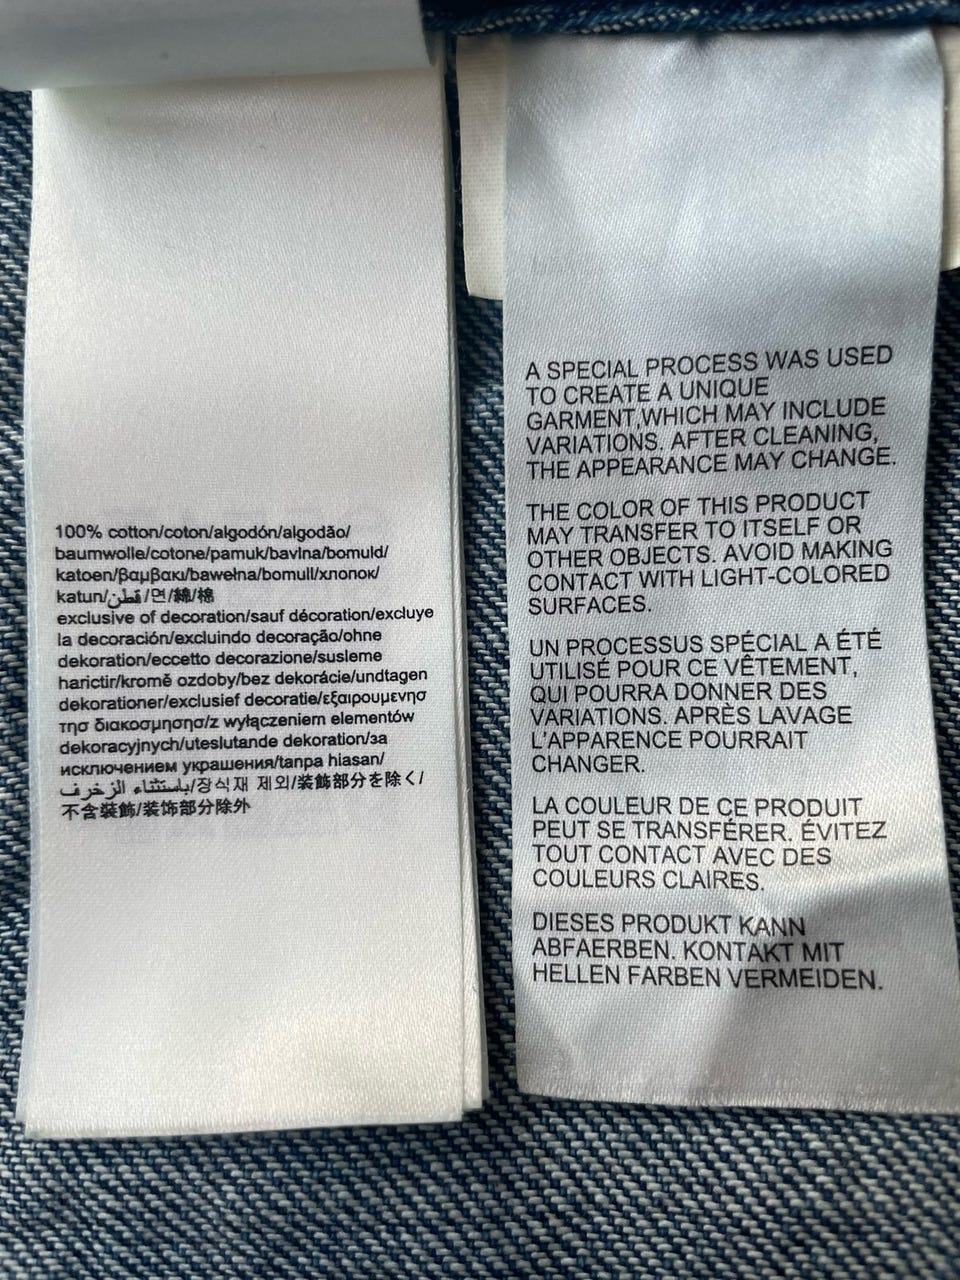 100% cotton/coton/algodón/algodão/
baumwolle/cotone/pamuk/bavlna/bomuld/
katoen/βαμβακι/bawełna/bomull/хлопок/
katun/قطن/면/綿/棉
exclusive of decoration/sauf décoration/excluye
la decoración/excluindo decoração/ohne
dekoration/eccetto decorazione/susleme
harictir/kromě ozdoby/bez dekorácie/undtagen
dekorationer/exclusief decoratie/εξαιρουμενησ
τησ διακοσμησησ/z wyłączeniem elementów
dekoracyjnych/uteslutande dekoration/за
исключением украшения/tanpa hiasan/
باستثناء الزخرف/장식재 제외/装飾部分を除く/
不含裝飾/装饰部分除外
A SPECIAL PROCESS WAS USED
TO CREATE A UNIQUE
GARMENT,WHICH MAY INCLUDE
VARIATIONS. AFTER CLEANING,
THE APPEARANCE MAY CHANGE.
THE COLOR OF THIS PRODUCT
MAY TRANSFER TO ITSELF OR
OTHER OBJECTS. AVOID MAKING
CONTACT WITH LIGHT-COLORED
SURFACES.
UN PROCESSUS SPÉCIAL A ÉTÉ
UTILISÉ POUR CE VÊTEMENT,
QUI POURRA DONNER DES
VARIATIONS. APRÈS LAVAGE
L'APPARENCE POURRAIT
CHANGER.
LA COULEUR DE CE PRODUIT
PEUT SE TRANSFÉRER. ÉVITEZ
TOUT CONTACT AVEC DES
COULEURS CLAIRES.
DIESES PRODUKT KANN
ABFAERBEN. KONTAKT MIT
HELLEN FARBEN VERMEIDEN.